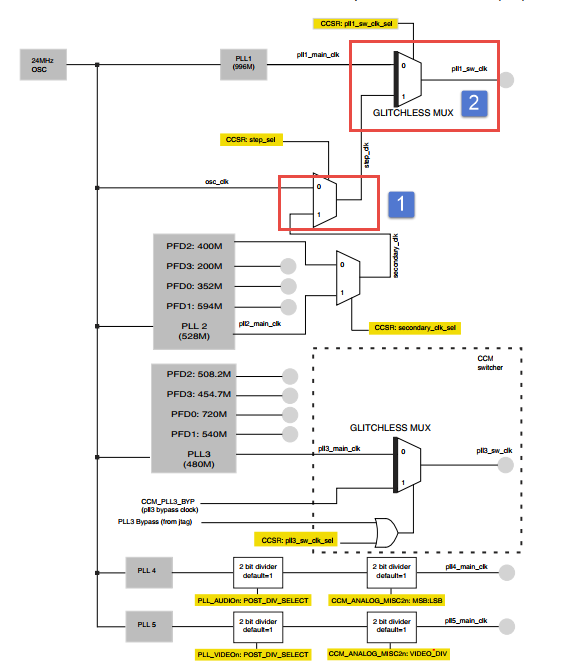 CCSR: pll1_sw_clk_sel
24MHz
OSC
PLL1
(996M)
pll1_main_clk
0
pll1_sw_clk
1
GLITCHLESS MUX
2
CCSR: step_sel
step_clk
osc_clk
0
1
1
secondary_clk
PFD2: 400M
PFD3: 200M
PFD0: 352M
PFD1: 594M
PLL 2
(528M)
pll2_main_clk
0
1
CCSR: secondary_clk_sel
CCM
switcher
PFD2: 508.2M
PFD3: 454.7M
PFD0: 720M
PFD1: 540M
PLL3
(480M)
GLITCHLESS MUX
pll3_main_clk
0
pll3_sw_clk
1
CCM_PLL3_BYP
(pll3 bypass clock)
PLL3 Bypass (from jtag)
CCSR: pll3_sw_clk_sel
PLL 4
2 bit divider
default=1
2 bit divider
default=1
pll4_main_clk
PLL_AUDIOn: POST_DIV_SELECT
CCM_ANALOG_MISC2n: MSB:LSB
PLL 5
2 bit divider
default=1
2 bit divider
default=1
pll5_main_clk
PLL_VIDEOn: POST_DIV_SELECT
CCM_ANALOG_MISC2n: VIDEO_DIV